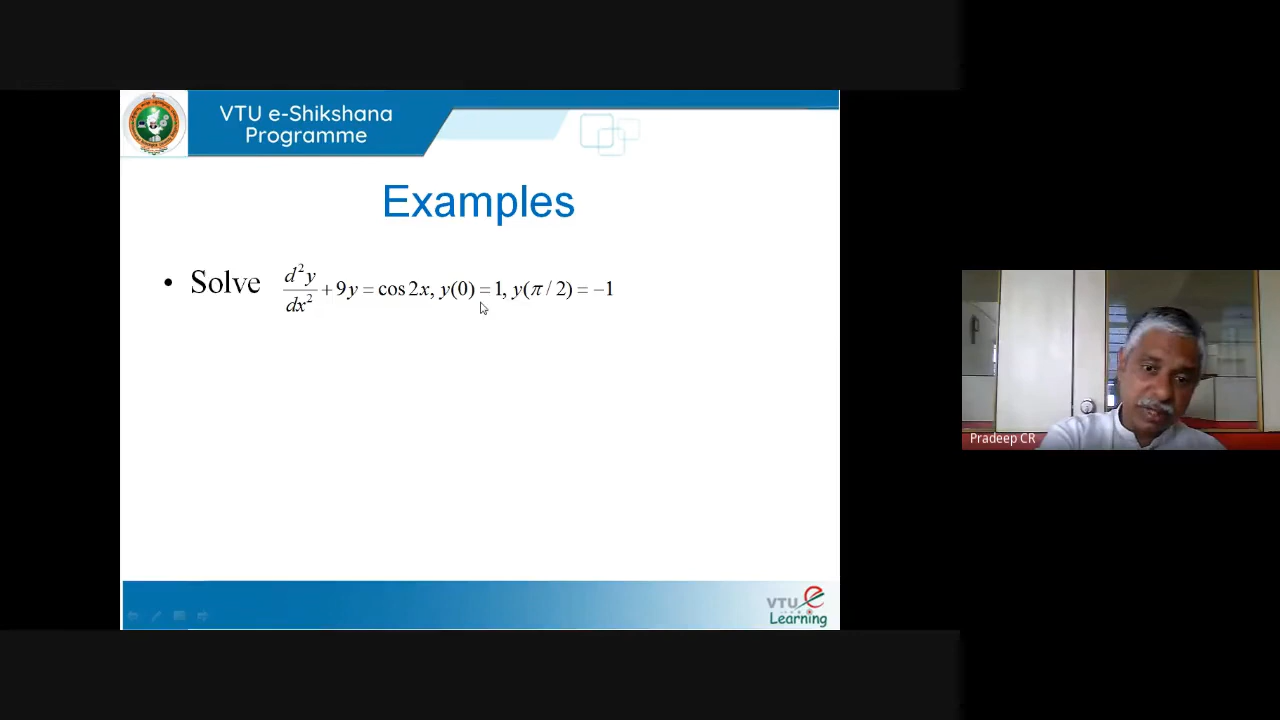 VTU e-Shikshana
Programme
Examples
• Solve d²y/dx² + 9y = cos 2x, y(0) = 1, y(π / 2) = −1
Pradeep CR
VTU e
Learning